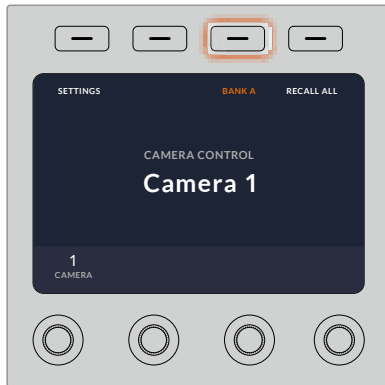 SETTINGS BANK A RECALL ALL
CAMERA CONTROL
Camera 1
1
CAMERA